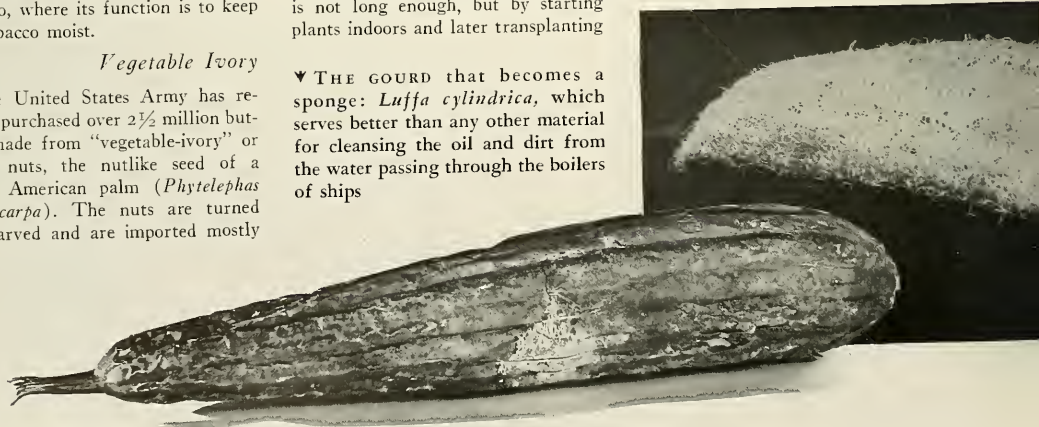 o, where its function is to keep
bacco moist.
Vegetable Ivory
United States Army has re-
purchased over 2½ million but-
made from "vegetable-ivory" or
nuts, the nutlike seed of a
American palm (Phytelephas
carpa). The nuts are turned
arved and are imported mostly
is not long enough, but by starting
plants indoors and later transplanting
▼ THE GOURD that becomes a
sponge: Luffa cylindrica, which
serves better than any other material
for cleansing the oil and dirt from
the water passing through the boilers
of ships